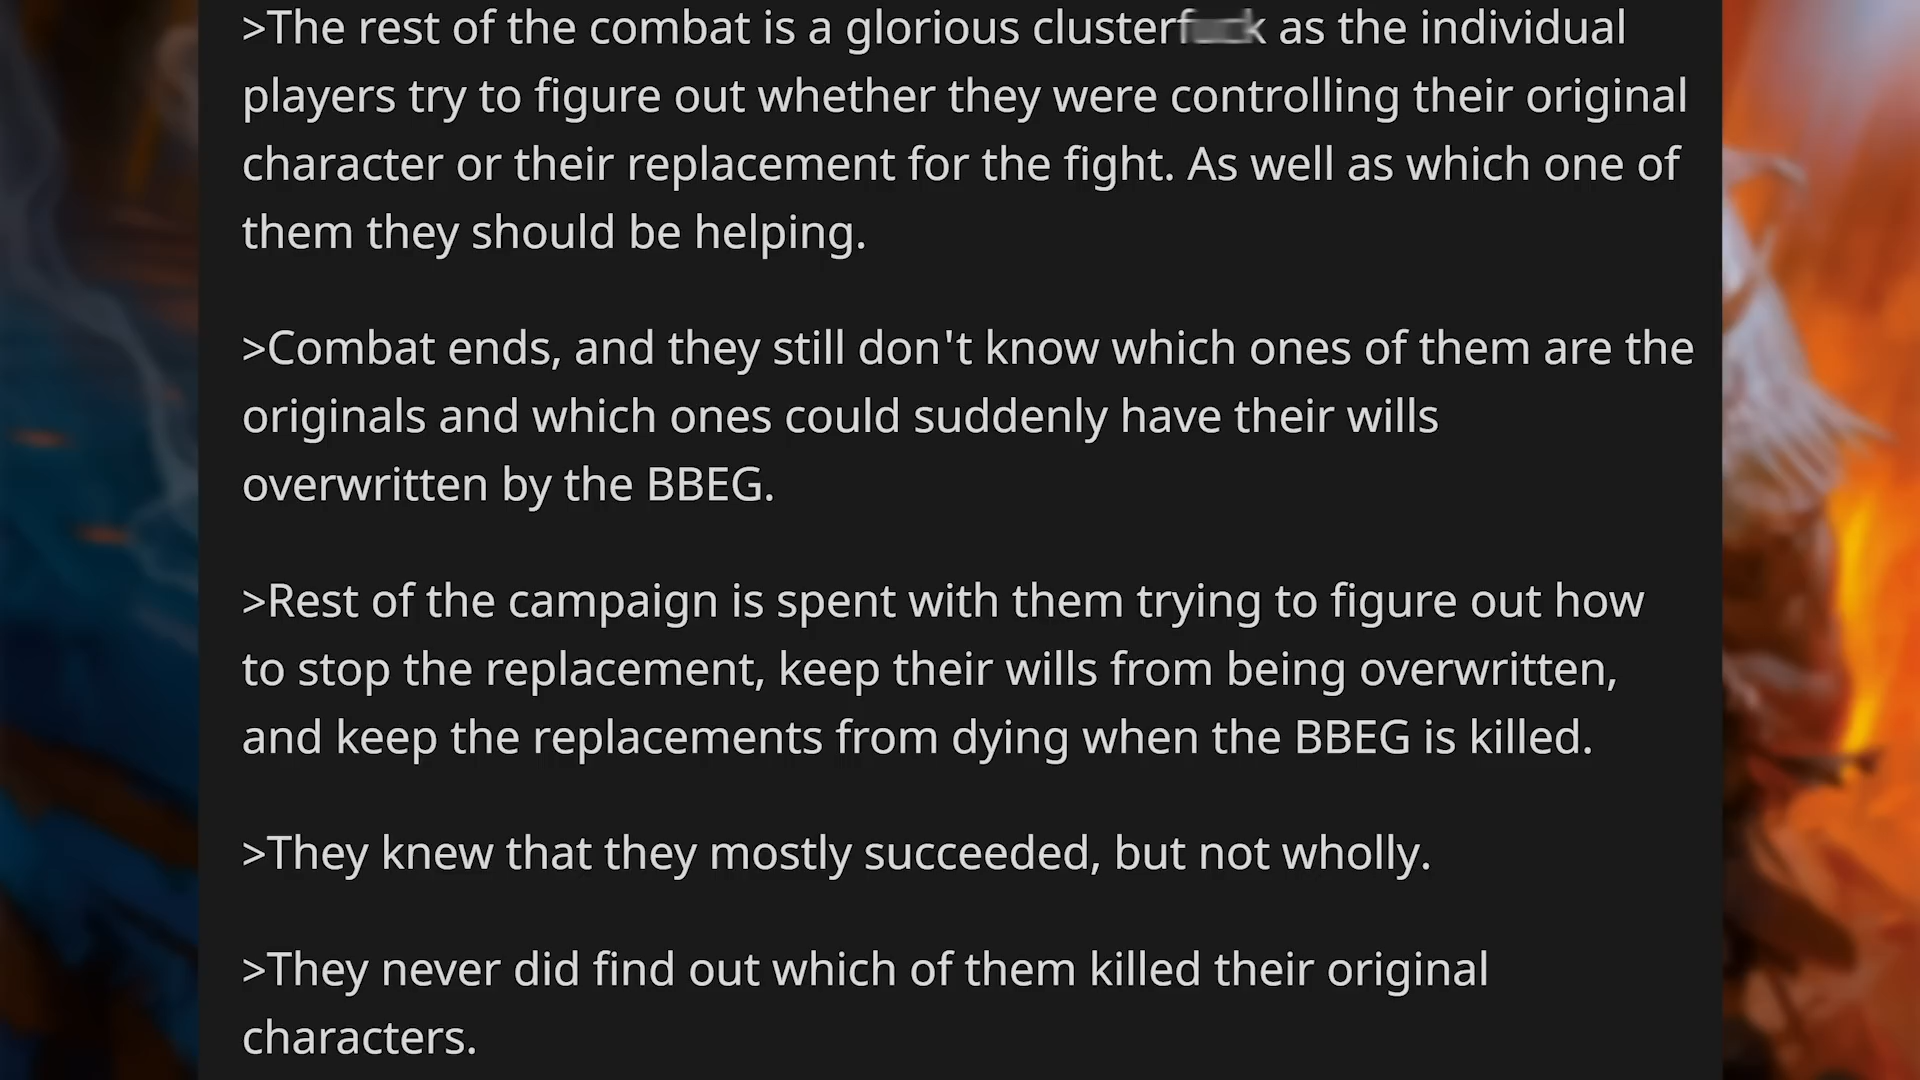 >The rest of the combat is a glorious clusterfuck as the individual
players try to figure out whether they were controlling their original
character or their replacement for the fight. As well as which one of
them they should be helping.
>Combat ends, and they still don't know which ones of them are the
originals and which ones could suddenly have their wills
overwritten by the BBEG.
>Rest of the campaign is spent with them trying to figure out how
to stop the replacement, keep their wills from being overwritten,
and keep the replacements from dying when the BBEG is killed.
>They knew that they mostly succeeded, but not wholly.
>They never did find out which of them killed their original
characters.